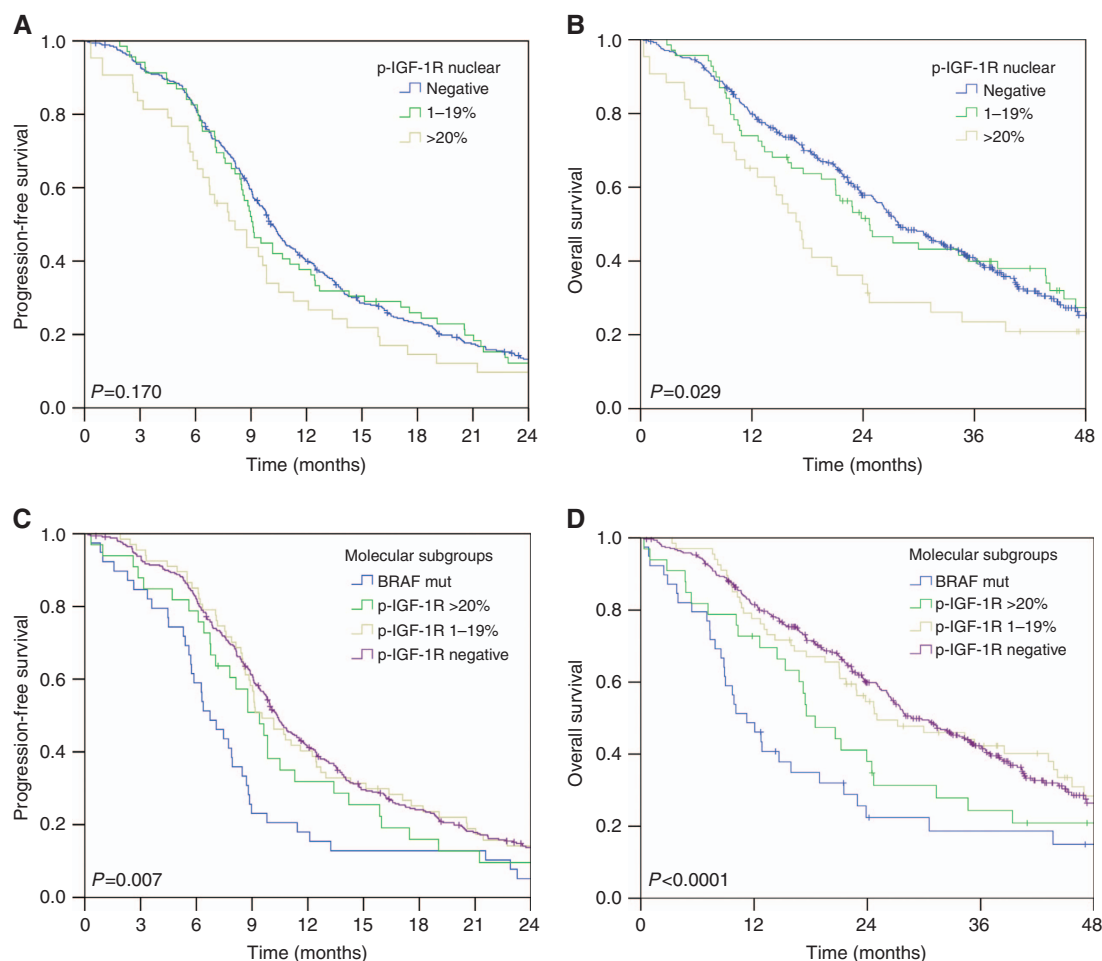 A
Progression-free survival
1.0
0.8
0.6
0.4
0.2
0.0
p-IGF-1R nuclear
Negative
1–19%
>20%
P=0.170
0 3 6 9 12 15 18 21 24
Time (months)
B
Overall survival
1.0
0.8
0.6
0.4
0.2
0.0
p-IGF-1R nuclear
Negative
1–19%
>20%
P=0.029
0 12 24 36 48
Time (months)
C
Progression-free survival
1.0
0.8
0.6
0.4
0.2
0.0
Molecular subgroups
BRAF mut
p-IGF-1R >20%
p-IGF-1R 1–19%
p-IGF-1R negative
P=0.007
0 3 6 9 12 15 18 21 24
Time (months)
D
Overall survival
1.0
0.8
0.6
0.4
0.2
0.0
Molecular subgroups
BRAF mut
p-IGF-1R >20%
p-IGF-1R 1–19%
p-IGF-1R negative
P<0.0001
0 12 24 36 48
Time (months)